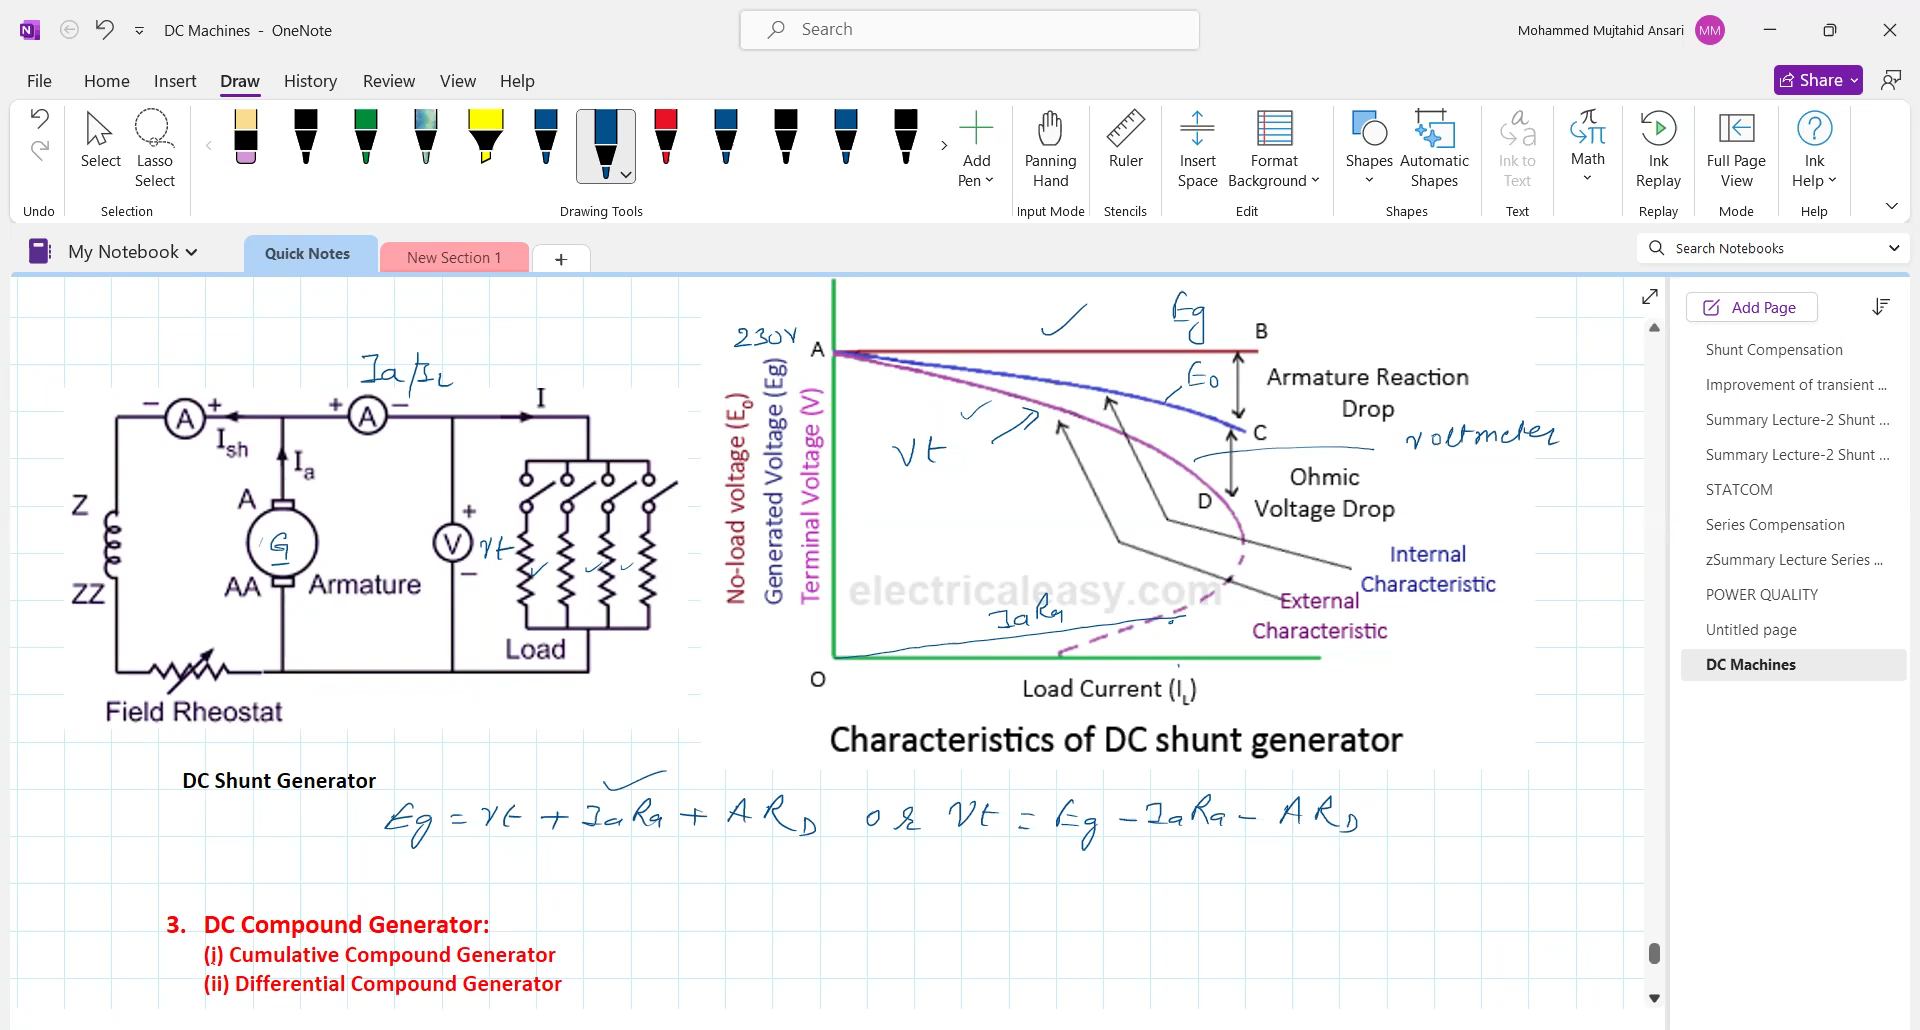 DC Machines - OneNote
Search
Mohammed Mujtahid Ansari
MM
File Home Insert Draw History Review View Help
Share
Select
Lasso Select
Add Pen
Panning Hand
Ruler
Insert Space
Format Background
Shapes
Automatic Shapes
Ink to Text
Math
Ink Replay
Full Page View
Ink Help
Undo
Selection
Drawing Tools
Input Mode
Stencils
Edit
Shapes
Text
Replay
Mode
Help
My Notebook
Quick Notes
New Section 1
+
Search Notebooks
Add Page
Shunt Compensation
Improvement of transient ...
Summary Lecture-2 Shunt ...
Summary Lecture-2 Shunt ...
STATCOM
Series Compensation
zSummary Lecture Series ...
POWER QUALITY
Untitled page
DC Machines
Ia/IL
- A +
+ A -
I
Ish
Ia
Z
A
G
+
V
-
Vt
ZZ
AA
Armature
Load
Field Rheostat
230V
A
Eg
B
E0
Armature Reaction
Drop
C
Voltmeter
Vt
Ohmic
Voltage Drop
D
No-load voltage (E0)
Generated Voltage (Eg)
Terminal Voltage (V)
Internal
Characteristic
electricaleasy.com
External
Characteristic
IaRa
O
Load Current (IL)
Characteristics of DC shunt generator
DC Shunt Generator
Eg = Vt + IaRa + ARD or Vt = Eg - IaRa - ARD
3. DC Compound Generator:
(i) Cumulative Compound Generator
(ii) Differential Compound Generator